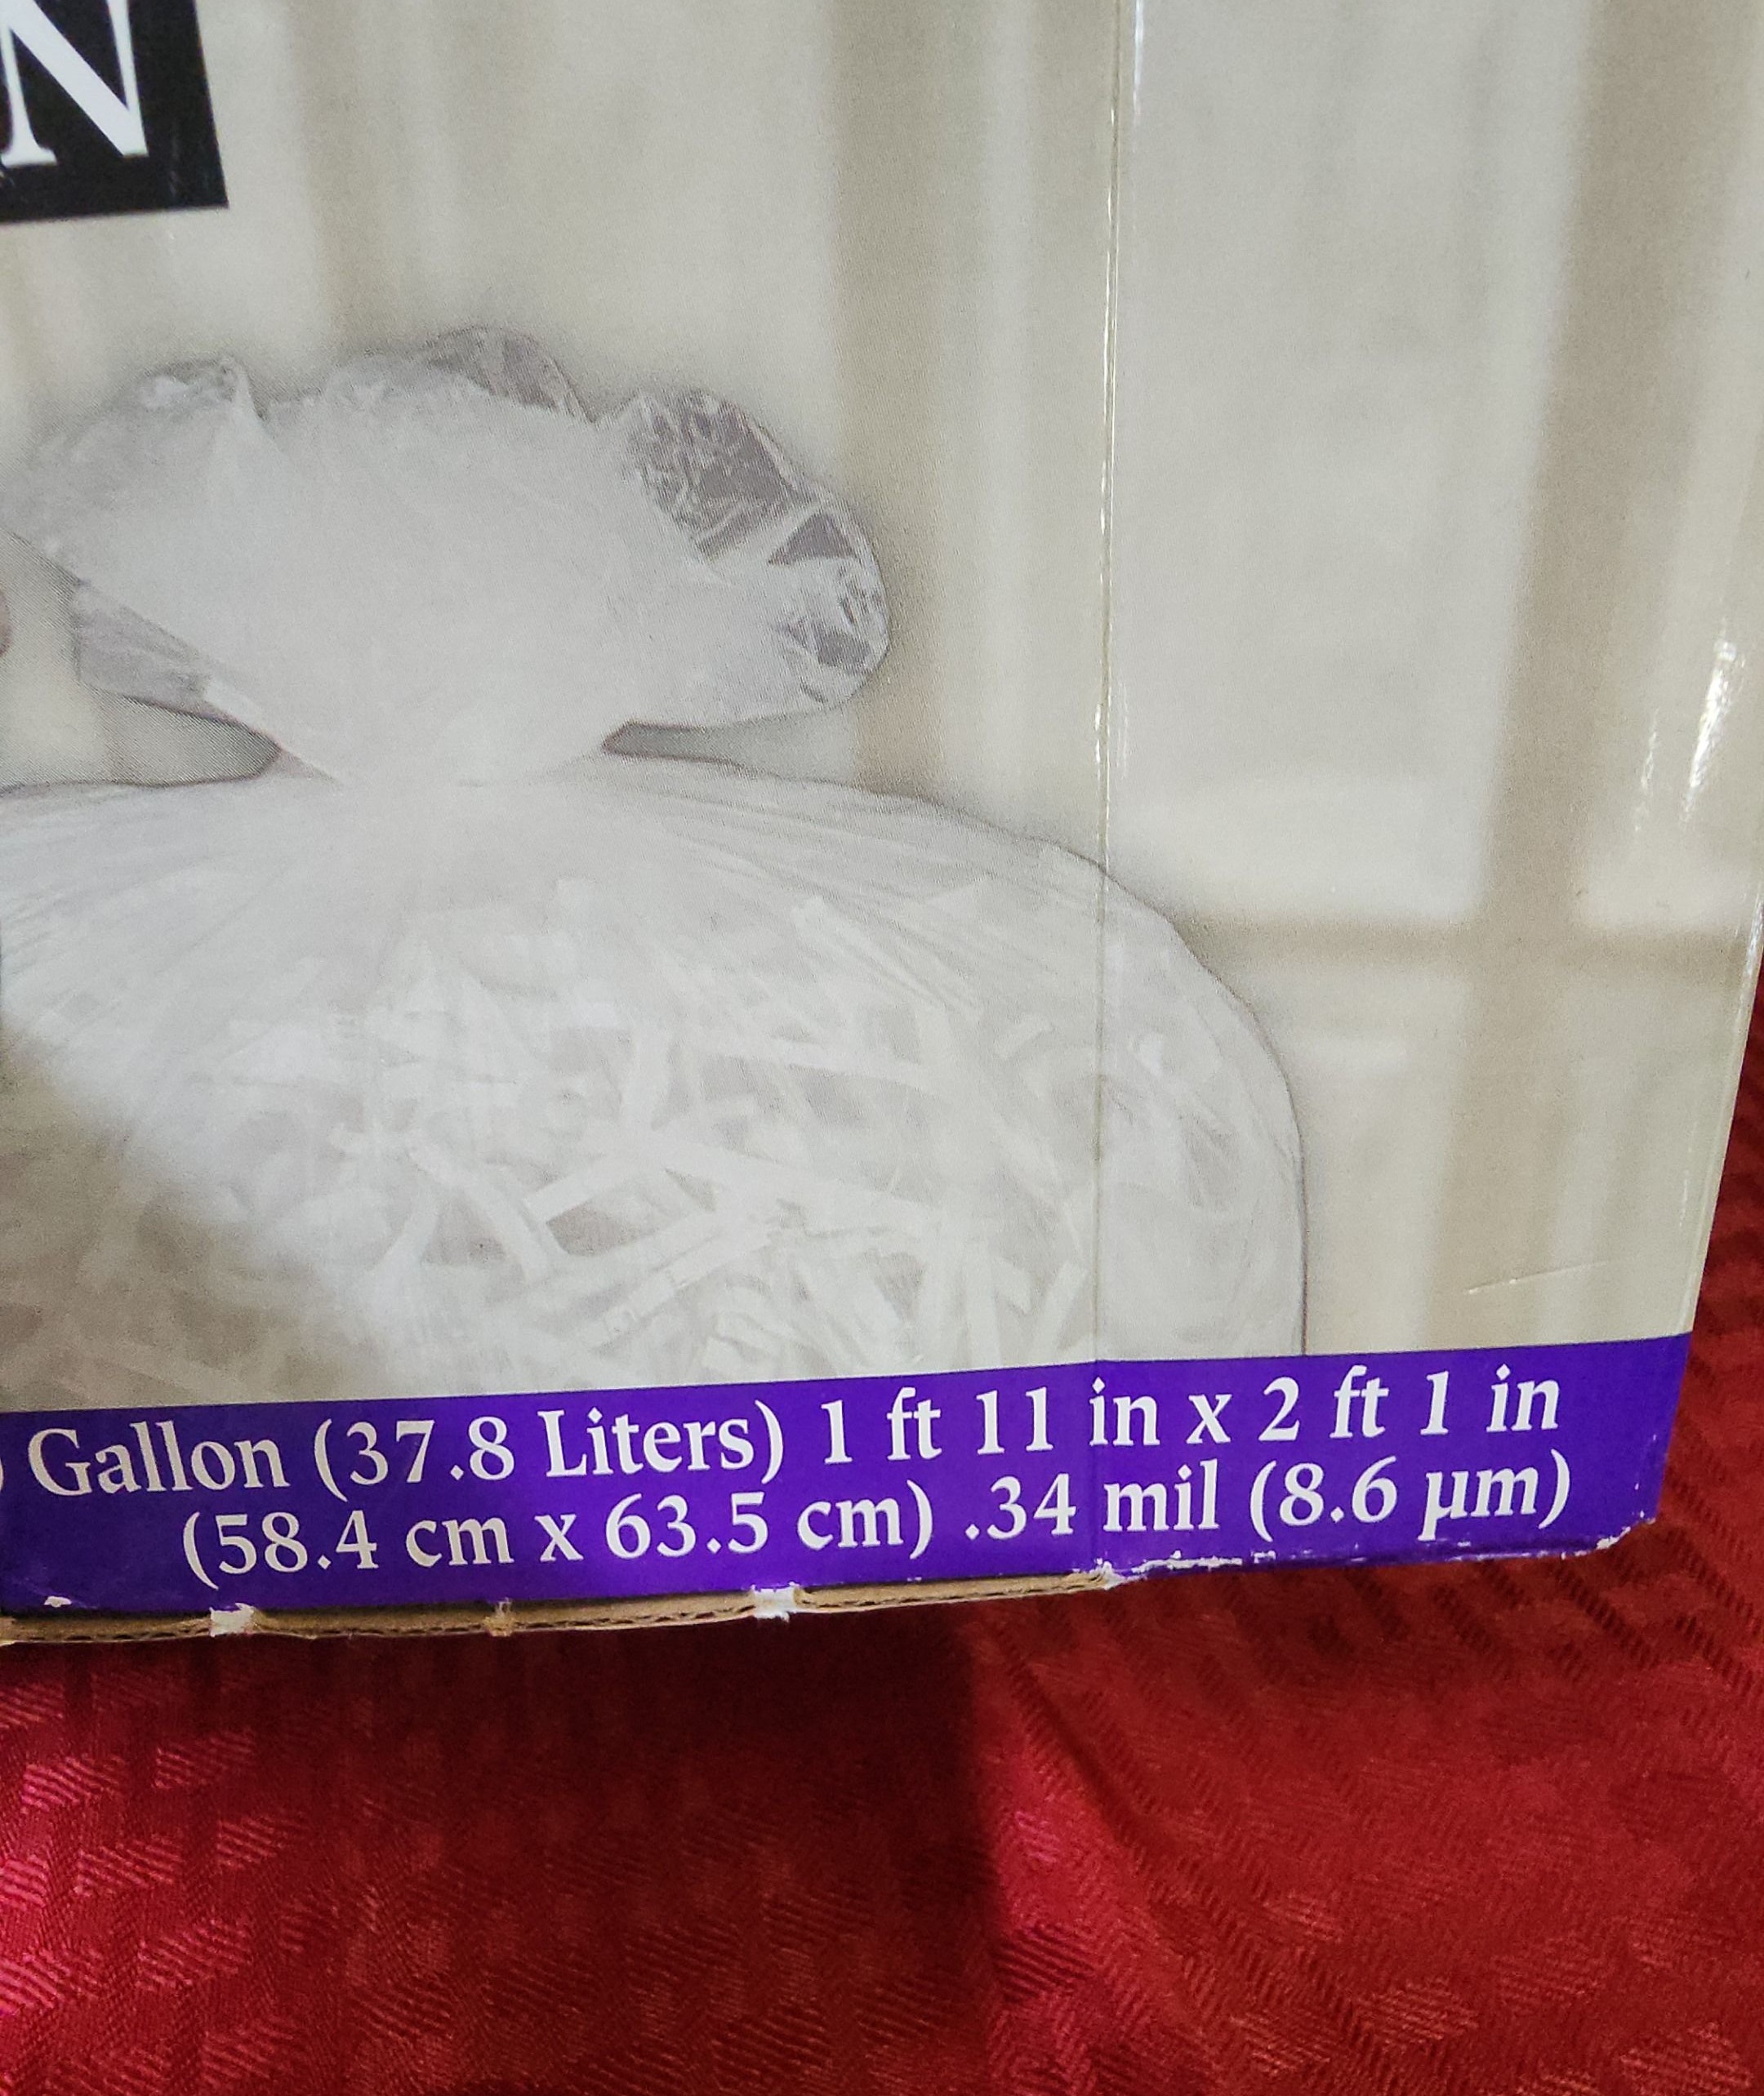 N
Gallon (37.8 Liters) 1 ft 11 in x 2 ft 1 in
(58.4 cm x 63.5 cm) .34 mil (8.6 µm)